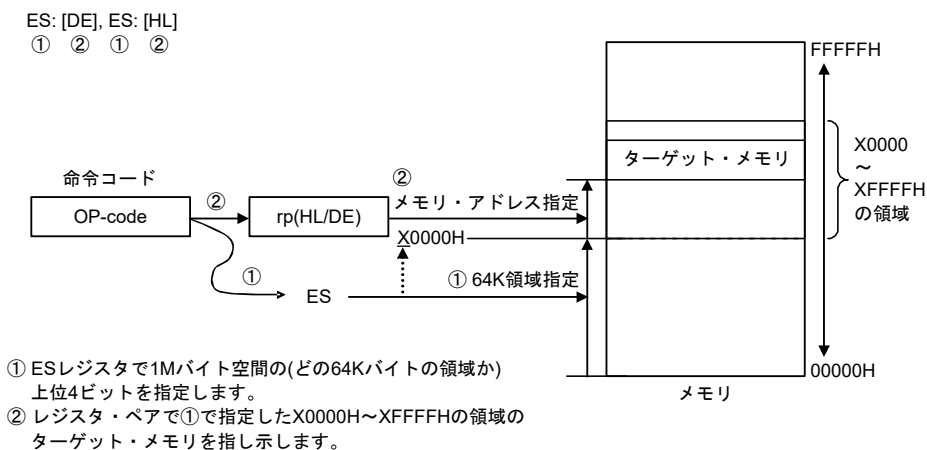 ES: [DE], ES: [HL]
① ② ① ②
FFFFFH
ターゲット・メモリ
X0000
~
XFFFFH
の領域
命令コード
②
②
OP-code
rp(HL/DE)
メモリ・アドレス指定
X0000H
①
ES
① 64K領域指定
00000H
メモリ
① ESレジスタで1Mバイト空間の(どの64Kバイトの領域か)
上位4ビットを指定します。
② レジスタ・ペアで①で指定したX0000H~XFFFFHの領域の
ターゲット・メモリを指し示します。